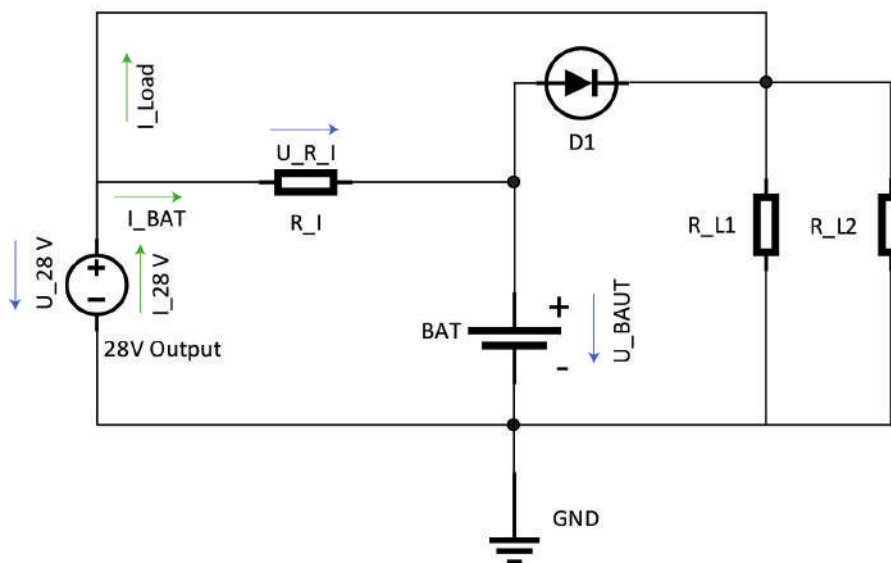 I_Load
D1
U_R_I
R_I
I_BAT
R_L1
R_L2
U_28 V
+
-
I_28 V
28V Output
BAT
+
-
U_BAUT
GND